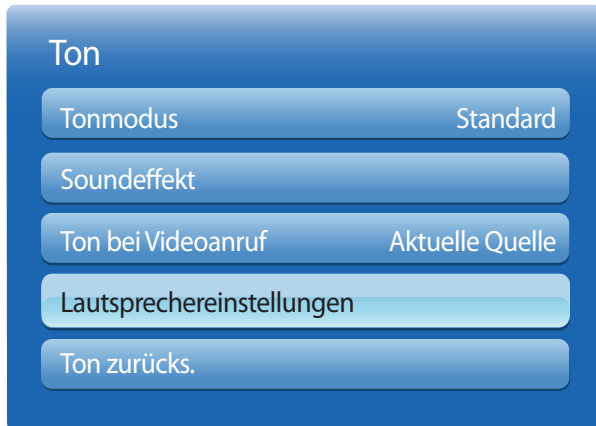 Ton
Tonmodus Standard
Soundeffekt
Ton bei Videoanruf Aktuelle Quelle
Lautsprechereinstellungen
Ton zurücks.